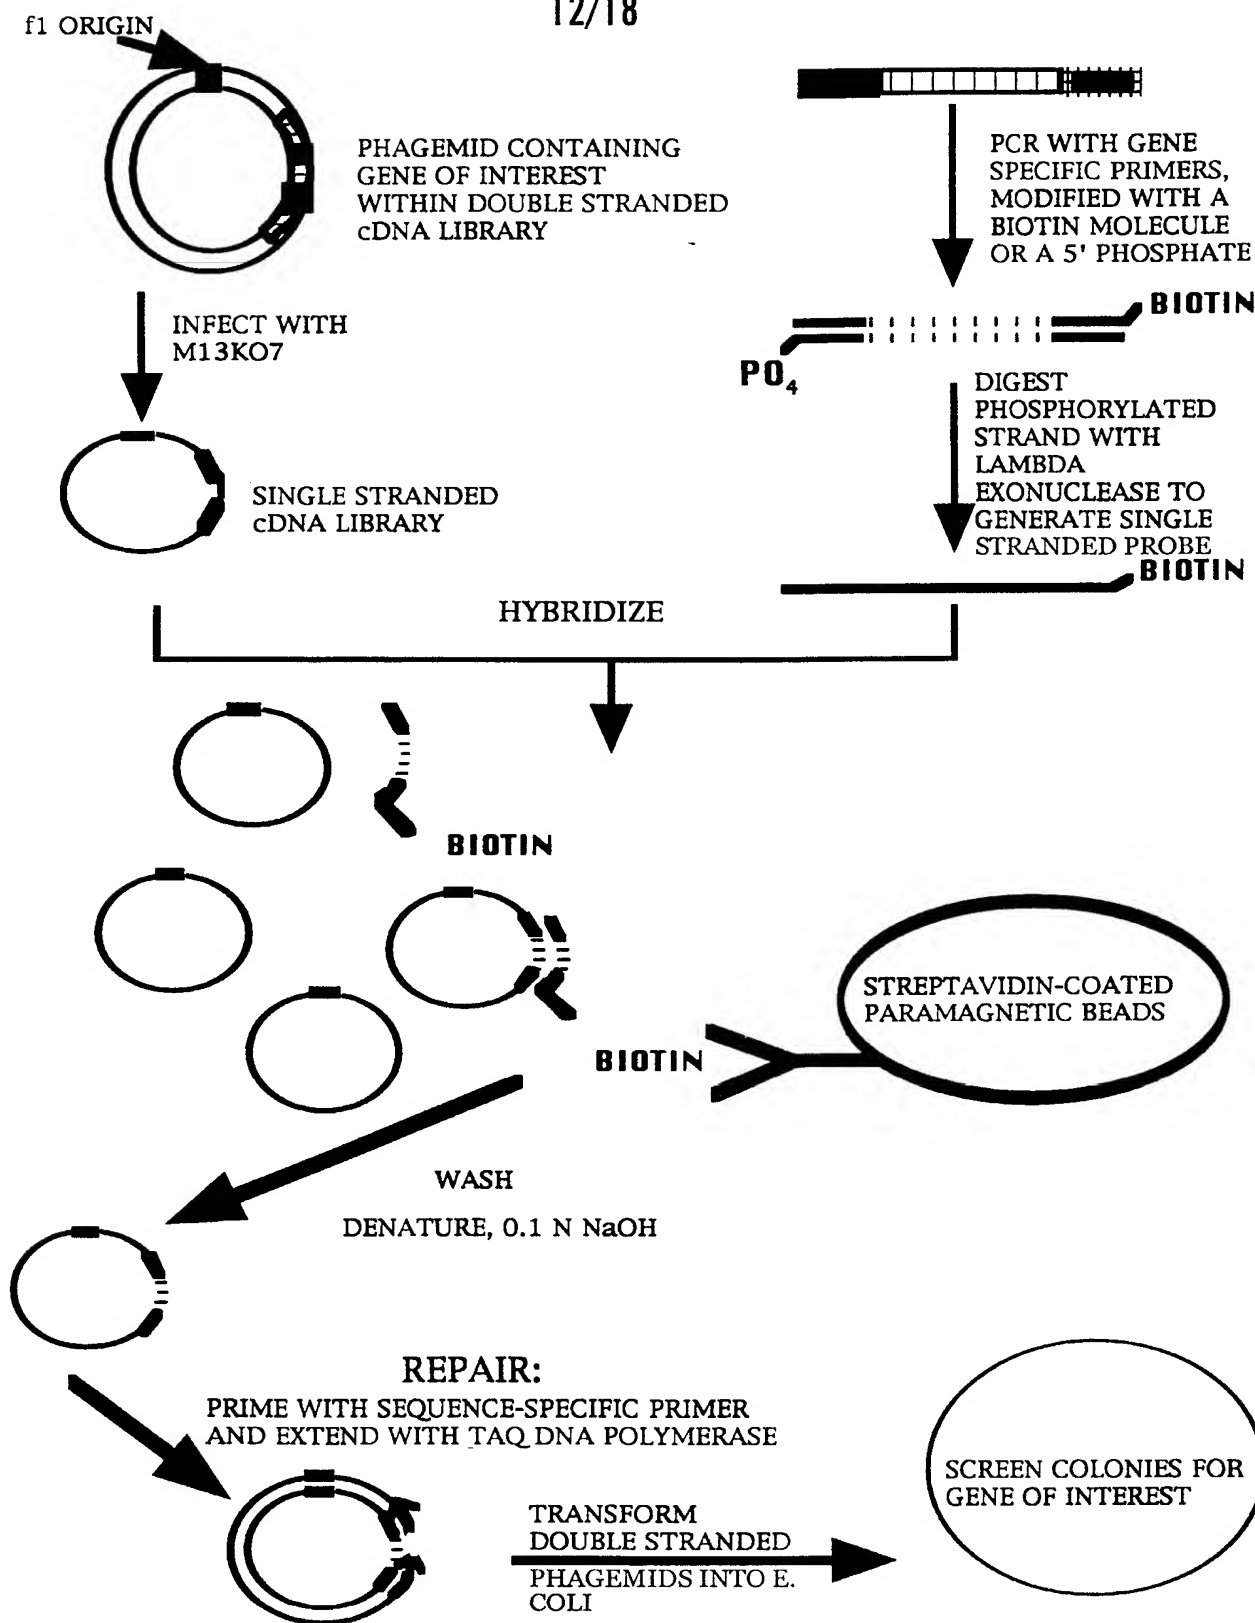 12/18
f1 ORIGIN
PHAGEMID CONTAINING
GENE OF INTEREST
WITHIN DOUBLE STRANDED
cDNA LIBRARY
PCR WITH GENE
SPECIFIC PRIMERS,
MODIFIED WITH A
BIOTIN MOLECULE
OR A 5' PHOSPHATE
INFECT WITH
M13KO7
BIOTIN
PO4
DIGEST
PHOSPHORYLATED
STRAND WITH
LAMBDA
EXONUCLEASE TO
GENERATE SINGLE
STRANDED PROBE
SINGLE STRANDED
cDNA LIBRARY
BIOTIN
HYBRIDIZE
BIOTIN
STREPTAVIDIN-COATED
PARAMAGNETIC BEADS
BIOTIN
WASH
DENATURE, 0.1 N NaOH
REPAIR:
PRIME WITH SEQUENCE-SPECIFIC PRIMER
AND EXTEND WITH TAQ DNA POLYMERASE
SCREEN COLONIES FOR
GENE OF INTEREST
TRANSFORM
DOUBLE STRANDED
PHAGEMIDS INTO E.
COLI